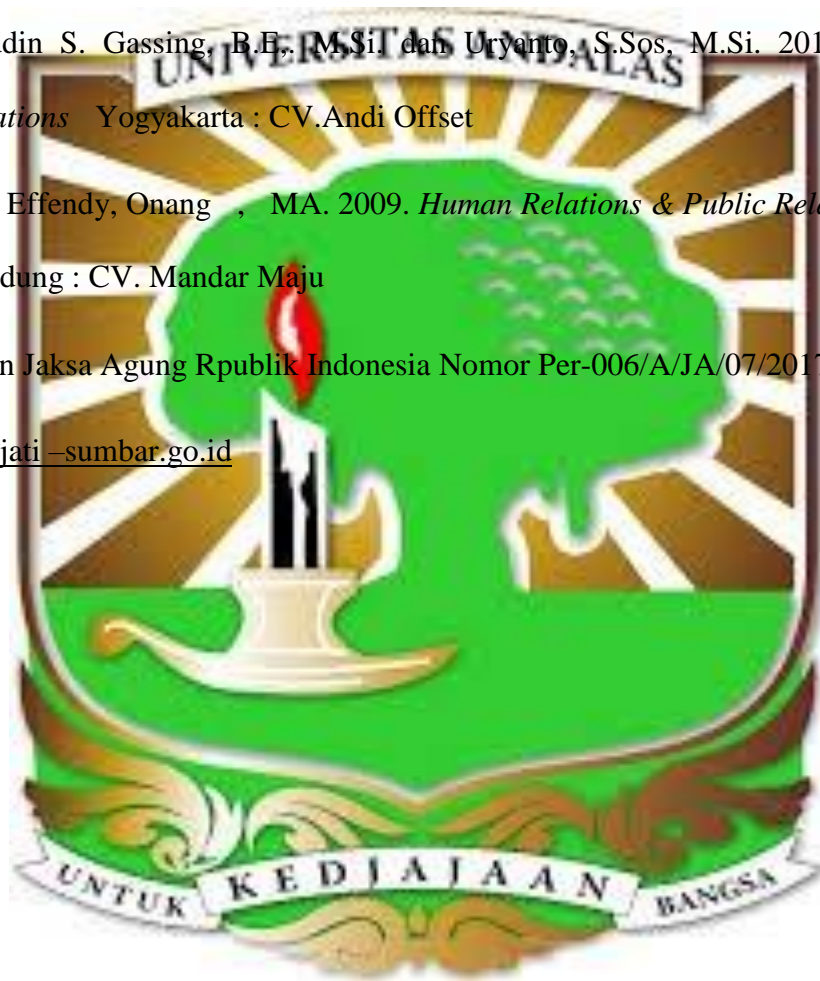 UNIVERSITAS ANDALAS
din S. Gassing, B.E,. M.Si. dan Uryanto, S.Sos, M.Si. 201
ations Yogyakarta : CV.Andi Offset
Effendy, Onang , MA. 2009. Human Relations & Public Rel
dung : CV. Mandar Maju
n Jaksa Agung Rpublik Indonesia Nomor Per-006/A/JA/07/2017
jati –sumbar.go.id
UNTUK KEDJAJAAN BANGSA